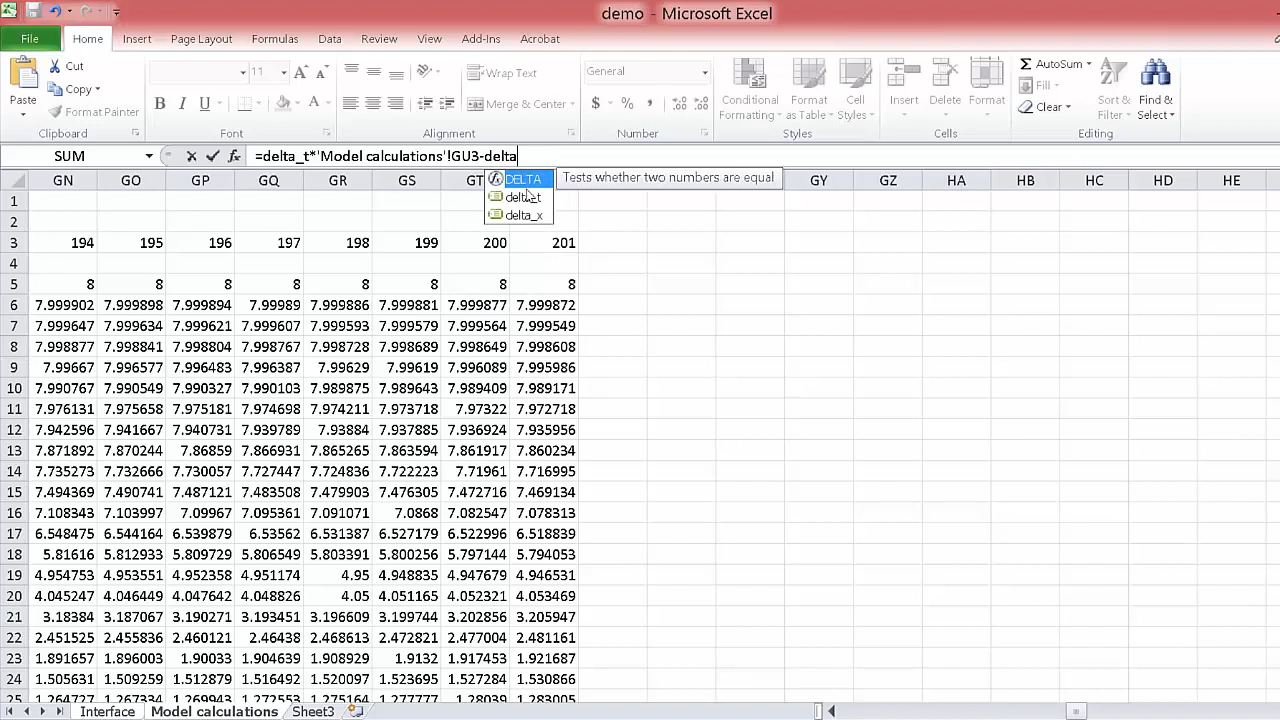 demo - Microsoft Excel
File Home Insert Page Layout Formulas Data Review View Add-Ins Acrobat
Paste Cut Copy Format Painter
11 A A Wrap Text General Conditional Formatting Format as Table Cell Styles Insert Delete Format AutoSum Fill Clear Sort & Filter Find & Select
B I U A Merge & Center $ % ,
Clipboard Font Alignment Number Styles Cells Editing
SUM fx =delta_t*'Model calculations'!GU3-delta
DELTA Tests whether two numbers are equal
delta_t
delta_x
GN GO GP GQ GR GS GT GY GZ HA HB HC HD HE
1
2
3 194 195 196 197 198 199 200 201
4
5 8 8 8 8 8 8 8 8
6 7.999902 7.999898 7.999894 7.99989 7.999886 7.999881 7.999877 7.999872
7 7.999647 7.999634 7.999621 7.999607 7.999593 7.999579 7.999564 7.999549
8 7.998877 7.998841 7.998804 7.998767 7.998728 7.998689 7.998649 7.998608
9 7.99667 7.996577 7.996483 7.996387 7.99629 7.99619 7.996089 7.995986
10 7.990767 7.990549 7.990327 7.990103 7.989875 7.989643 7.989409 7.989171
11 7.976131 7.975658 7.975181 7.974698 7.974211 7.973718 7.97322 7.972718
12 7.942596 7.941667 7.940731 7.939789 7.93884 7.937885 7.936924 7.935956
13 7.871892 7.870244 7.86859 7.866931 7.865265 7.863594 7.861917 7.860234
14 7.735273 7.732666 7.730057 7.727447 7.724836 7.722223 7.71961 7.716995
15 7.494369 7.490741 7.487121 7.483508 7.479903 7.476305 7.472716 7.469134
16 7.108343 7.103997 7.09967 7.095361 7.091071 7.0868 7.082547 7.078313
17 6.548475 6.544164 6.539879 6.53562 6.531387 6.527179 6.522996 6.518839
18 5.81616 5.812933 5.809729 5.806549 5.803391 5.800256 5.797144 5.794053
19 4.954753 4.953551 4.952358 4.951174 4.95 4.948835 4.947679 4.946531
20 4.045247 4.046449 4.047642 4.048826 4.05 4.051165 4.052321 4.053469
21 3.18384 3.187067 3.190271 3.193451 3.196609 3.199744 3.202856 3.205947
22 2.451525 2.455836 2.460121 2.46438 2.468613 2.472821 2.477004 2.481161
23 1.891657 1.896003 1.90033 1.904639 1.908929 1.9132 1.917453 1.921687
24 1.505631 1.509259 1.512879 1.516492 1.520097 1.523695 1.527284 1.530866
25 1.264727 1.267334 1.269943 1.272553 1.275164 1.277777 1.28039 1.283005
Interface Model calculations Sheet3